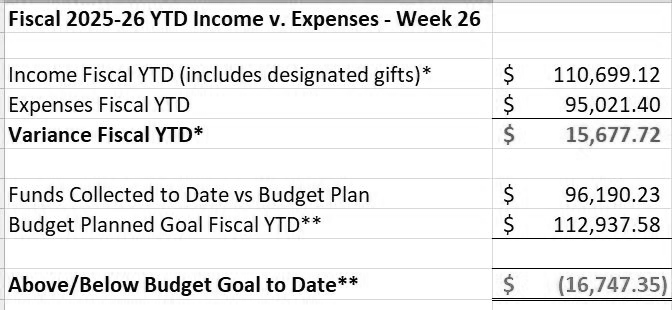 Fiscal 2025-26 YTD Income v. Expenses - Week 26
Income Fiscal YTD (includes designated gifts)* $ 110,699.12
Expenses Fiscal YTD $ 95,021.40
Variance Fiscal YTD* $ 15,677.72
Funds Collected to Date vs Budget Plan $ 96,190.23
Budget Planned Goal Fiscal YTD** $ 112,937.58
Above/Below Budget Goal to Date** $ (16,747.35)